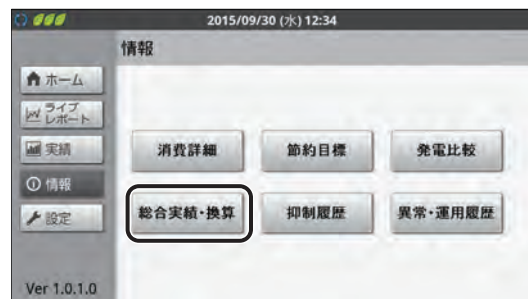 2015/09/30 (水) 12:34
情報
ホーム
ライブ
レポート
実績
情報
設定
消費詳細
節約目標
発電比較
総合実績・換算
抑制履歴
異常・運用履歴
Ver 1.0.1.0